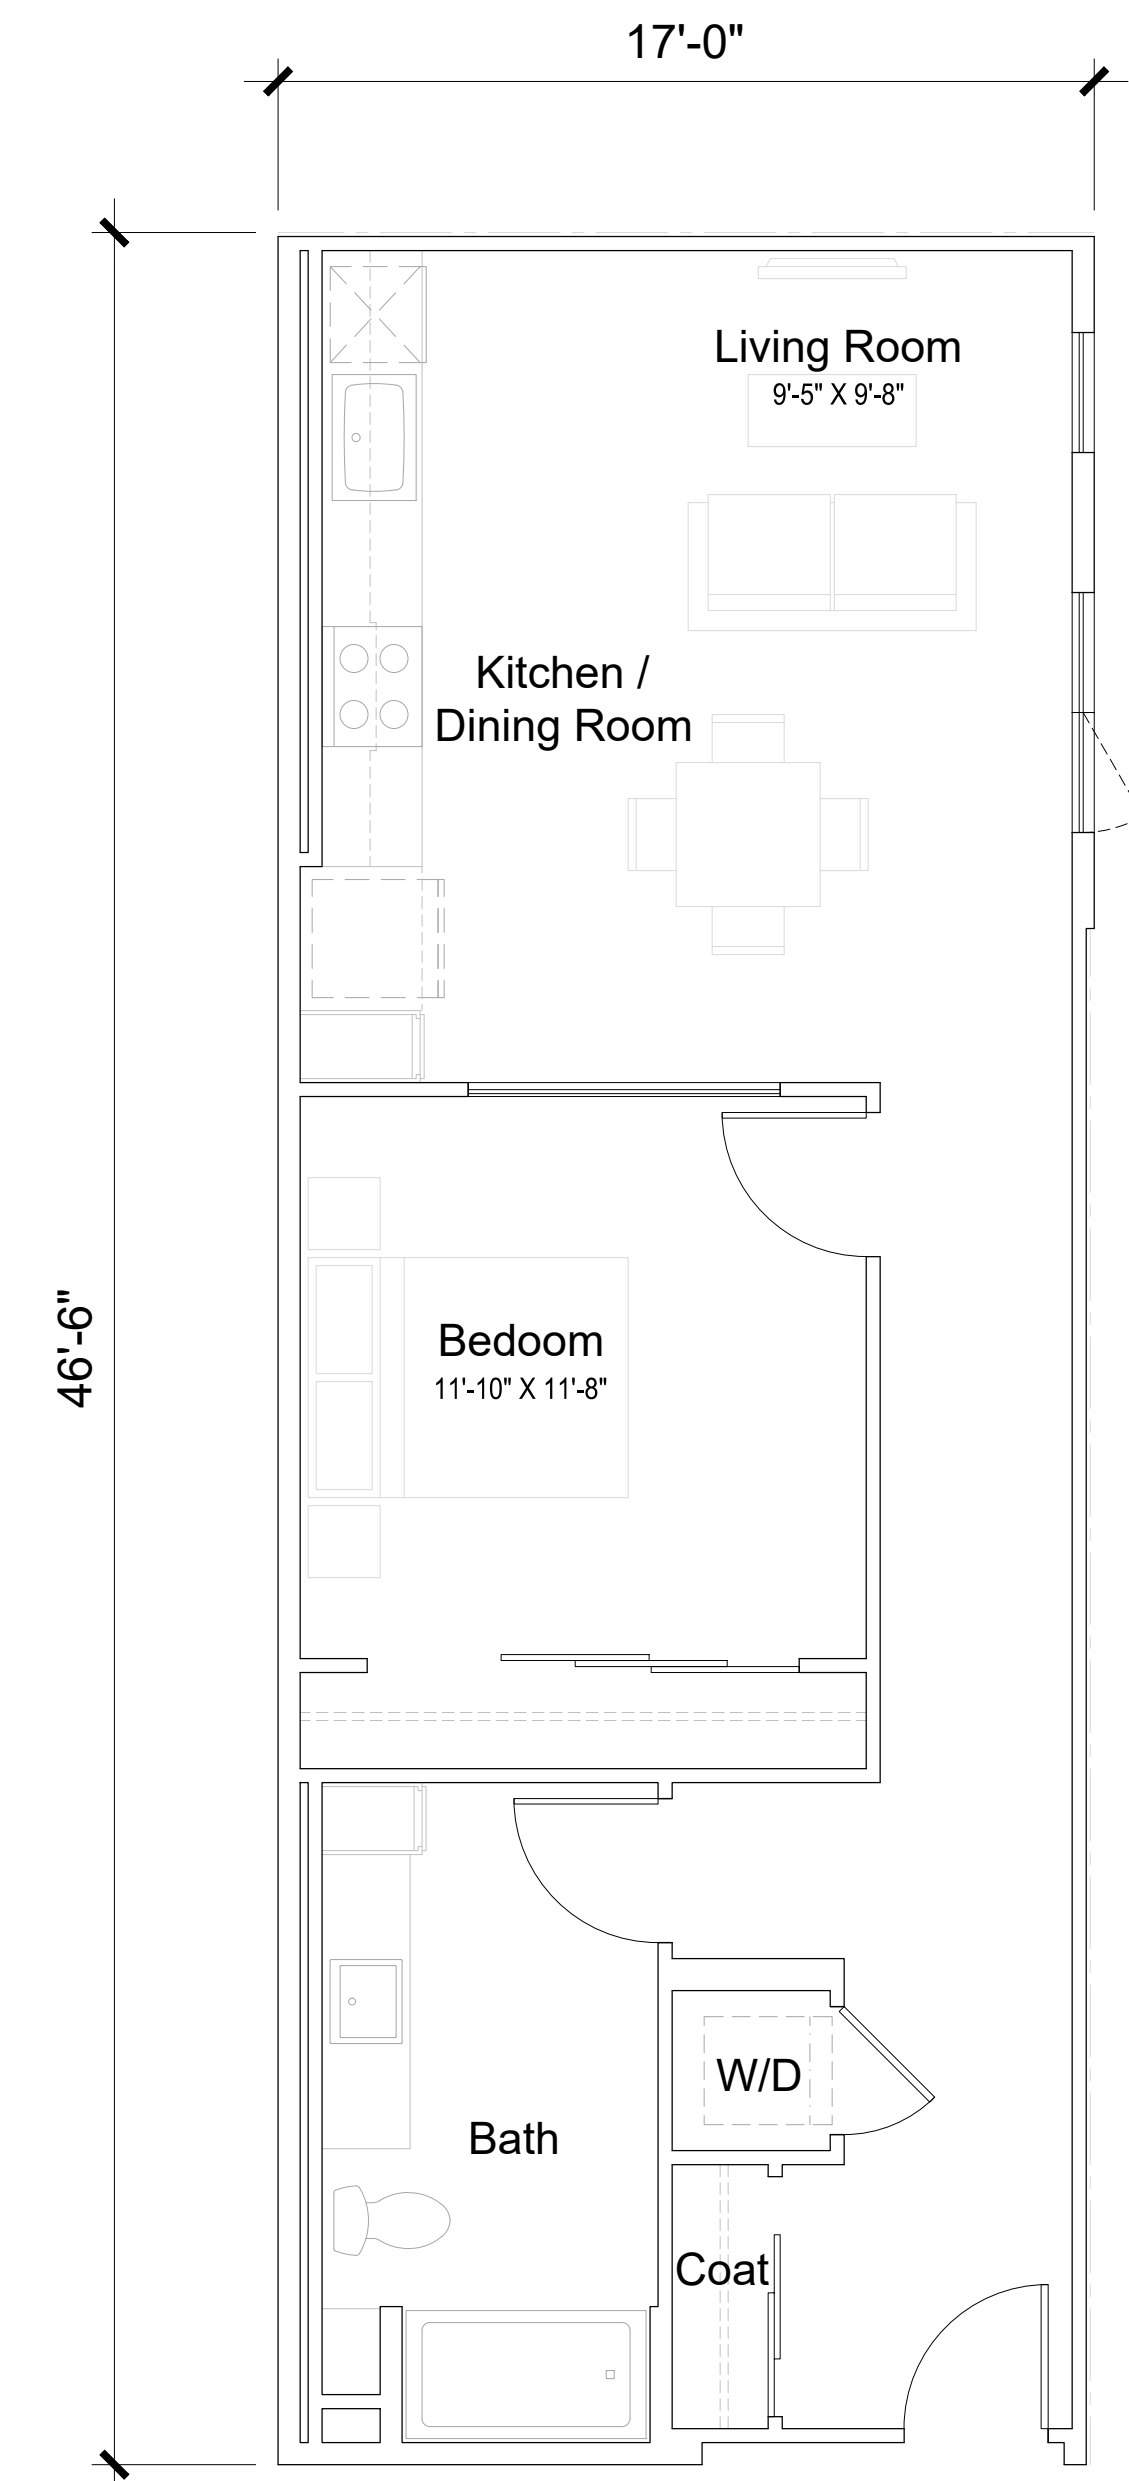 17'-0"
Living Room
9'-5" X 9'-8"
Kitchen /
Dining Room
46'-6"
Bedoom
11'-10" X 11'-8"
W/D
Bath
Coat